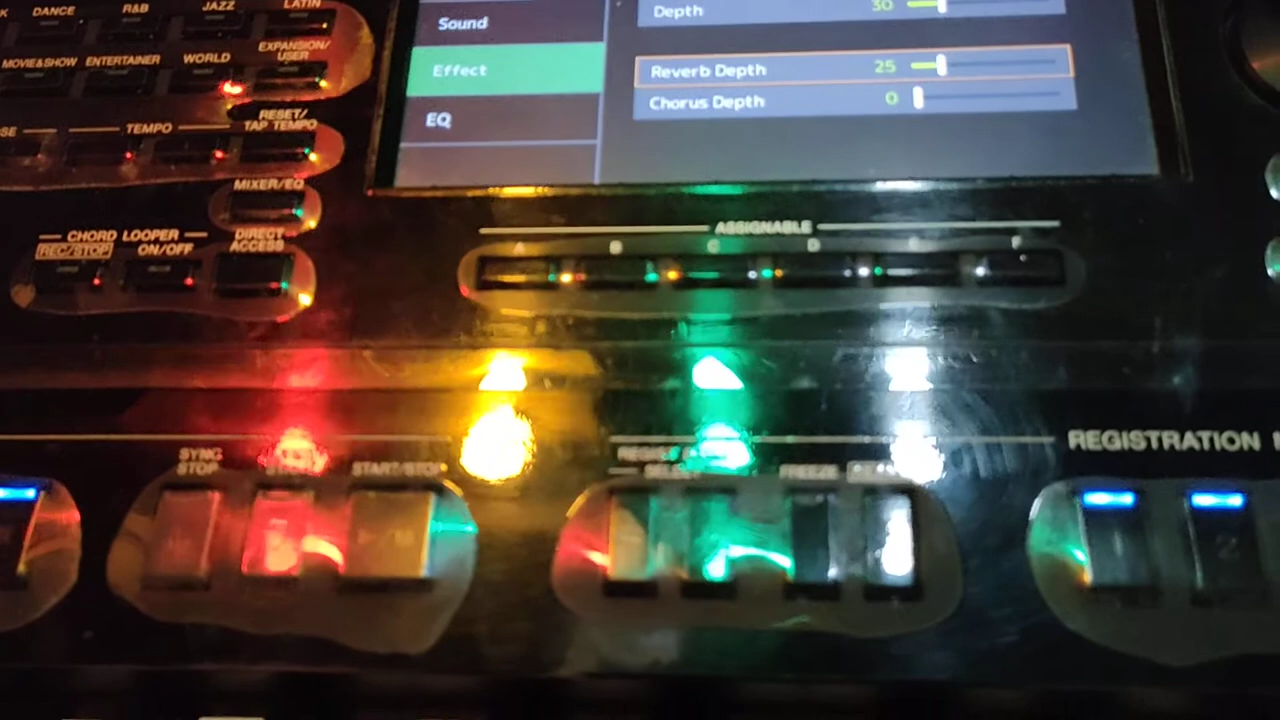 K DANCE R&B JAZZ LATIN
MOVIE&SHOW ENTERTAINER WORLD EXPANSION/
USER
TEMPO
RESET/
TAP TEMPO
MIXER/EQ
CHORD LOOPER
REC/STOP ON/OFF
DIRECT
ACCESS
Sound
Effect
EQ
Depth 30
Reverb Depth 25
Chorus Depth 0
ASSIGNABLE
A B C D E F
SYNC
STOP
START/STOP
FREEZE
REGISTRATION
1 2